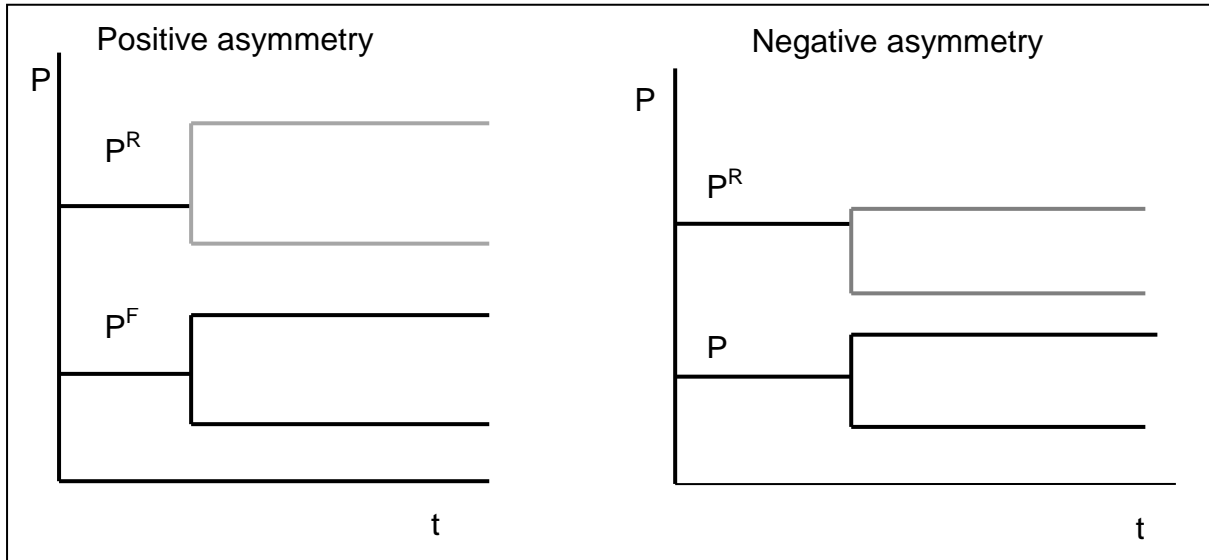 Positive asymmetry
P
P^R
P^F
t
Negative asymmetry
P
P^R
P
t